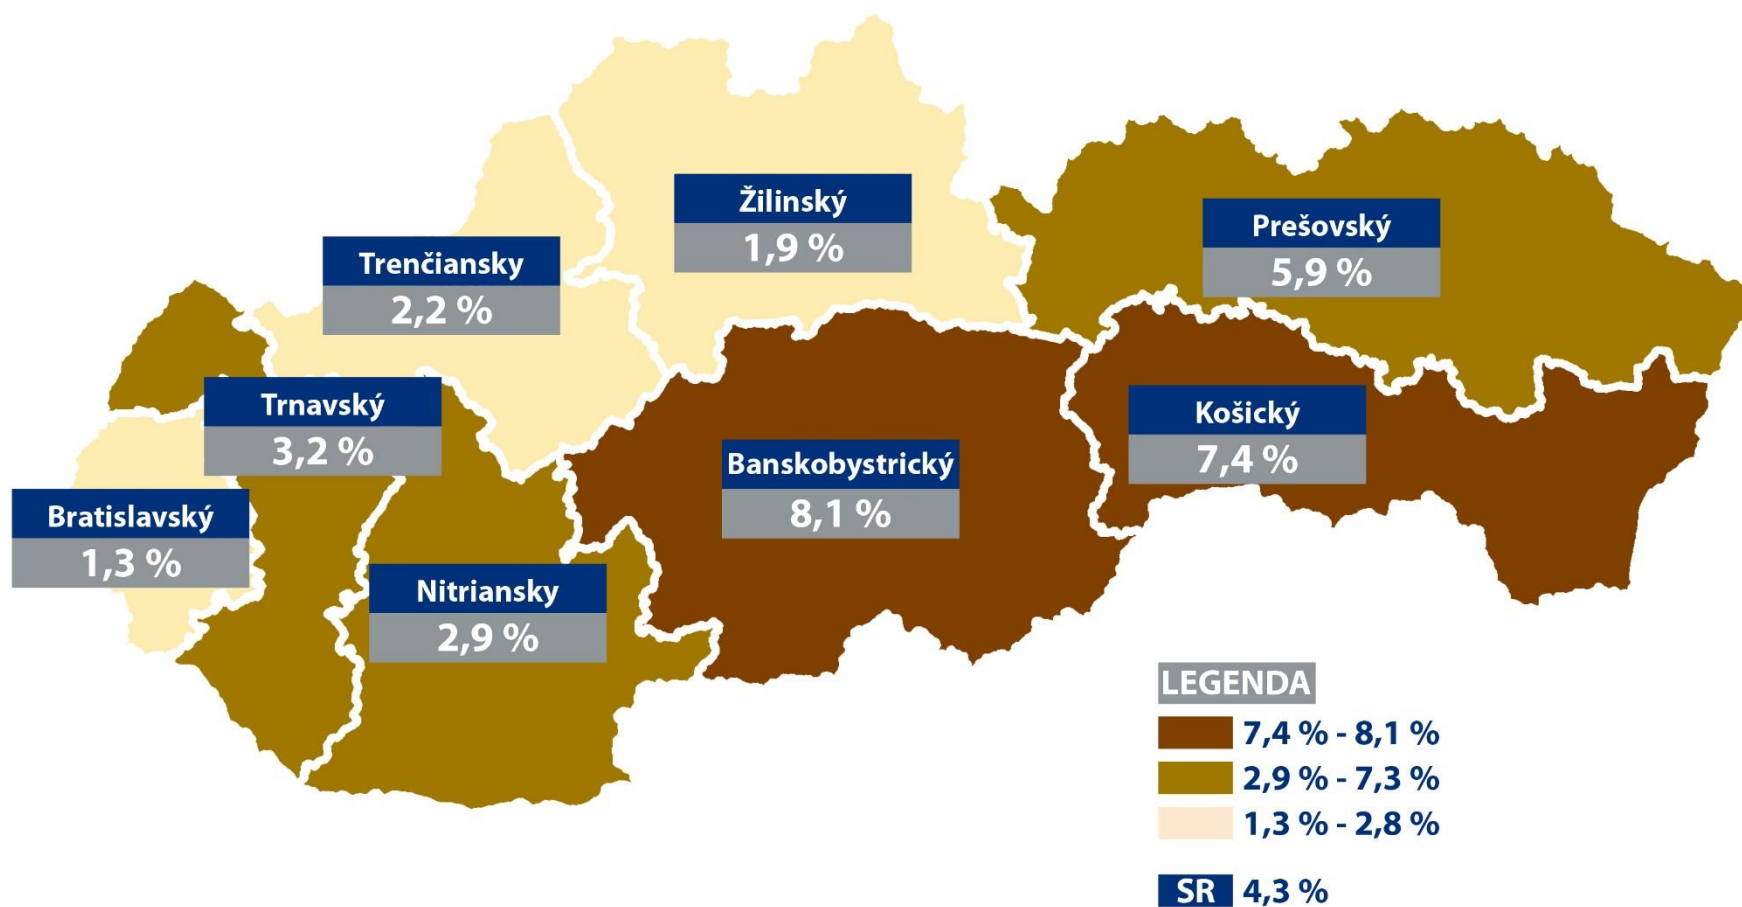 Žilinský
1,9 %
Prešovský
5,9 %
Trenčiansky
2,2 %
Trnavský
3,2 %
Košický
7,4 %
Banskobystrický
8,1 %
Bratislavský
1,3 %
Nitriansky
2,9 %
LEGENDA
7,4 % - 8,1 %
2,9 % - 7,3 %
1,3 % - 2,8 %
SR 4,3 %